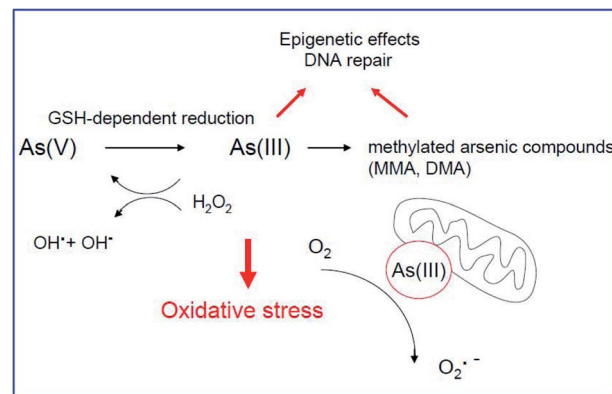 Epigenetic effects
DNA repair
GSH-dependent reduction
As(V)
As(III)
methylated arsenic compounds
(MMA, DMA)
H₂O₂
OH•+ OH•
O₂
As(III)
Oxidative stress
O₂• -